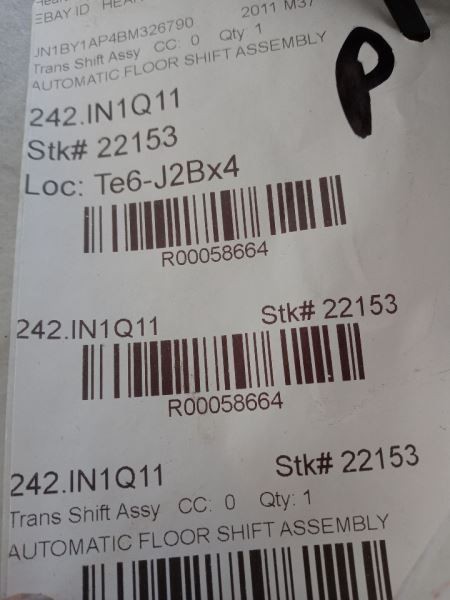 EBAY ID HEAR
2011 M37
JN1BY1AP4BM326790
Trans Shift Assy CC: 0 Qty 1
AUTOMATIC FLOOR SHIFT ASSEMBLY
P
242.IN1Q11
Stk# 22153
Loc: Te6-J2Bx4
R00058664
242.IN1Q11 Stk# 22153
R00058664
242.IN1Q11 Stk# 22153
Trans Shift Assy CC: 0 Qty: 1
AUTOMATIC FLOOR SHIFT ASSEMBLY